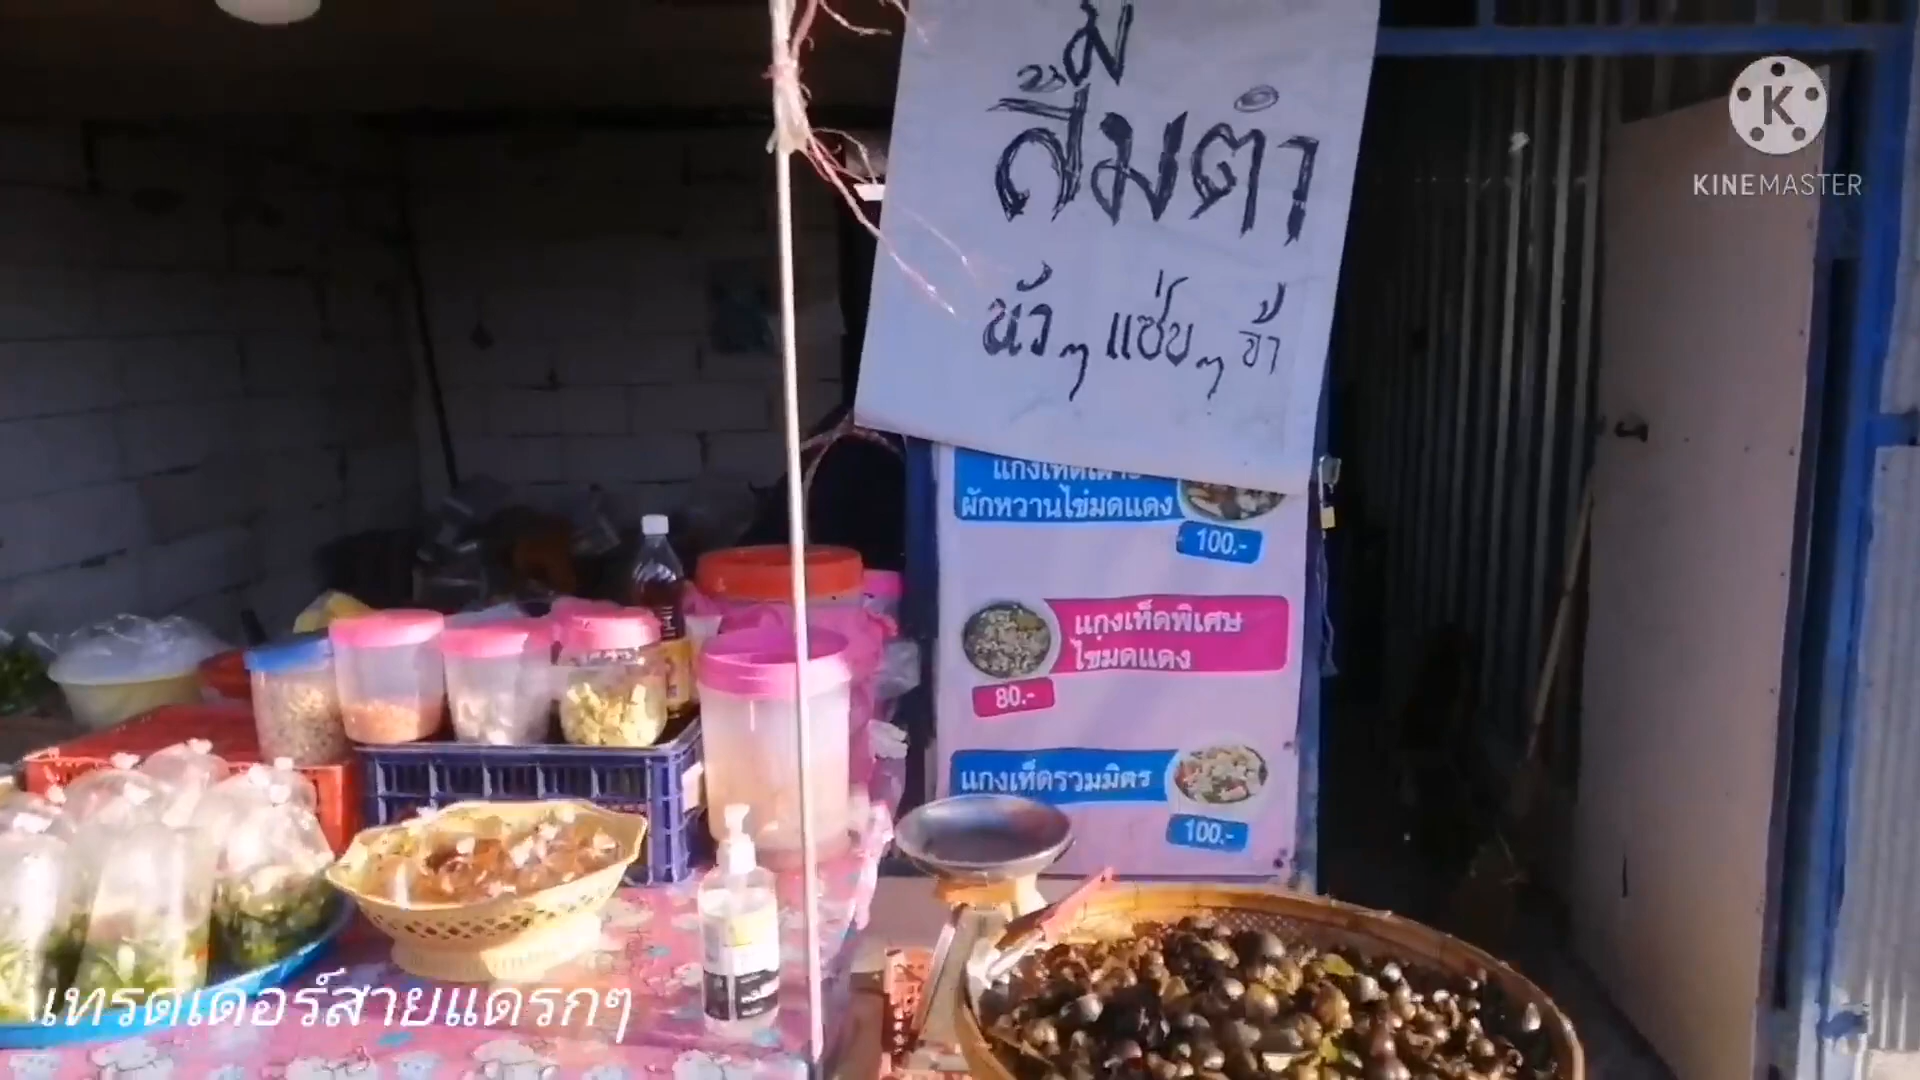 มี
ส้มตำ
นัวๆ แซ่บๆ จ้า
KINEMASTER
ผักหวานไข่มดแดง
100.-
แกงเห็ดพิเศษ
ไข่มดแดง
80.-
แกงเห็ดรวมมิตร
100.-
เทรดเดอร์สายแดรกๆ